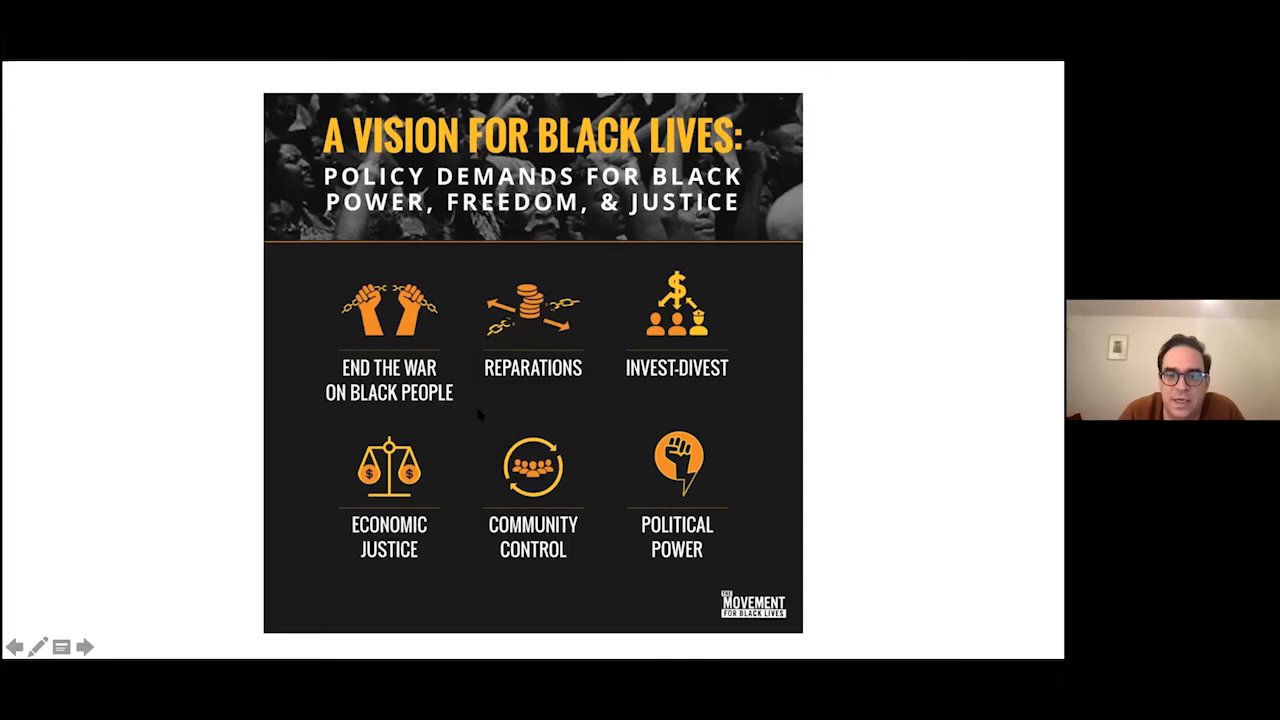 A VISION FOR BLACK LIVES:
POLICY DEMANDS FOR BLACK
POWER, FREEDOM, & JUSTICE
END THE WAR
ON BLACK PEOPLE
REPARATIONS
$
INVEST-DIVEST
$ $
ECONOMIC
JUSTICE
COMMUNITY
CONTROL
POLITICAL
POWER
THE
MOVEMENT
FOR BLACK LIVES